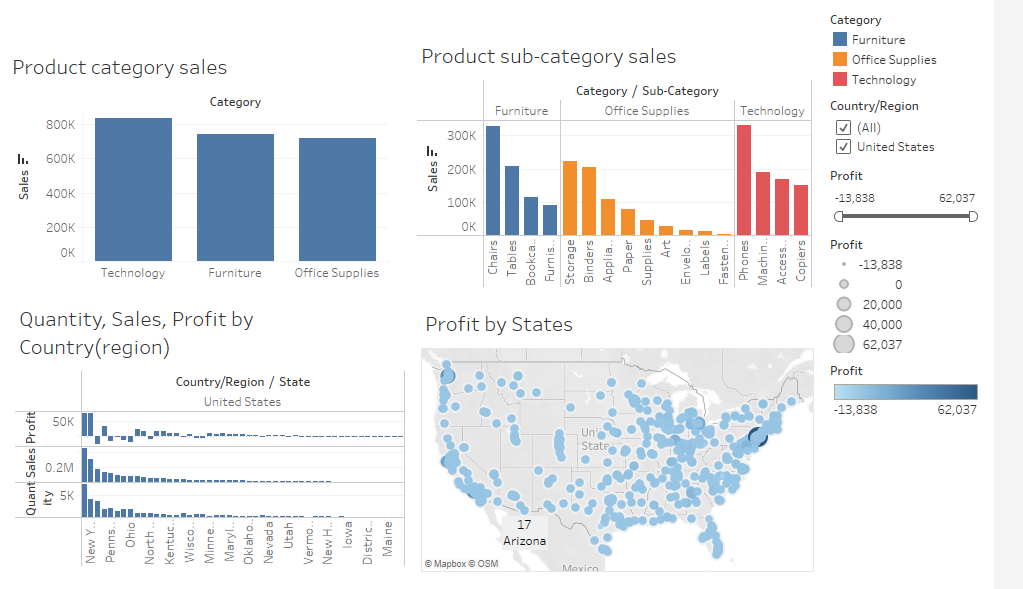 Product category sales
Category
Sales
800K
600K
400K
200K
0K
Technology
Furniture
Office Supplies
Product sub-category sales
Category / Sub-Category
Furniture
Office Supplies
Technology
Sales
300K
200K
100K
0K
Chairs
Tables
Bookca..
Furnis..
Storage
Binders
Applia..
Paper
Supplies
Art
Envelo..
Labels
Fasten..
Phones
Machin..
Access..
Copiers
Quantity, Sales, Profit by
Country(region)
Country/Region / State
United States
Profit
50K
Sales
0.2M
Quant
ity
5K
New Y..
Penns..
Ohio
North ..
Kentuc..
Wisco..
Minne..
Maryl..
Oklaho..
Nevada
Utah
Vermo..
New H..
Iowa
Distric..
Maine
Profit by States
17
Arizona
Mexico
© Mapbox © OSM
Category
Furniture
Office Supplies
Technology
Country/Region
(All)
United States
Profit
-13,838
62,037
Profit
-13,838
0
20,000
40,000
62,037
Profit
-13,838
62,037